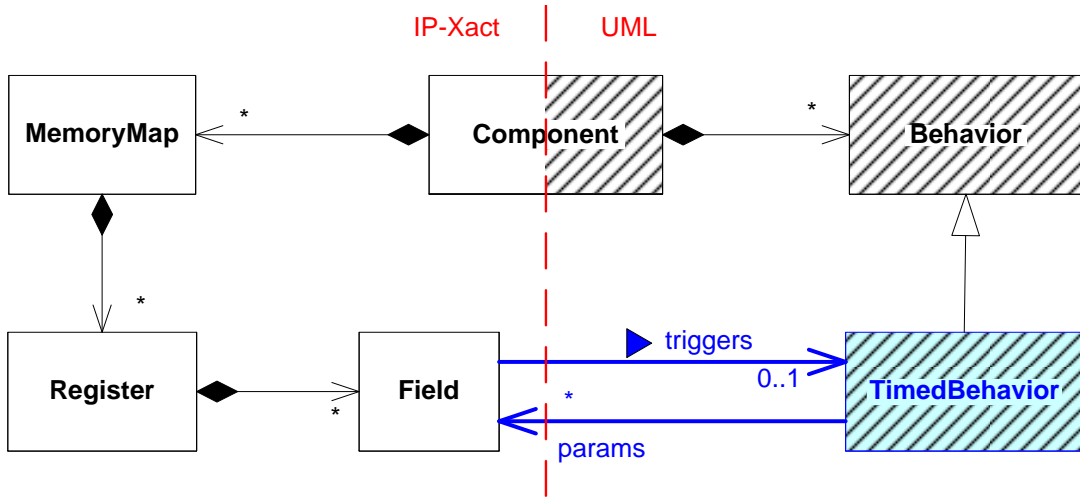 IP-Xact UML
* *
MemoryMap Component Behavior
*
triggers
0..1
Register Field * TimedBehavior
*
params